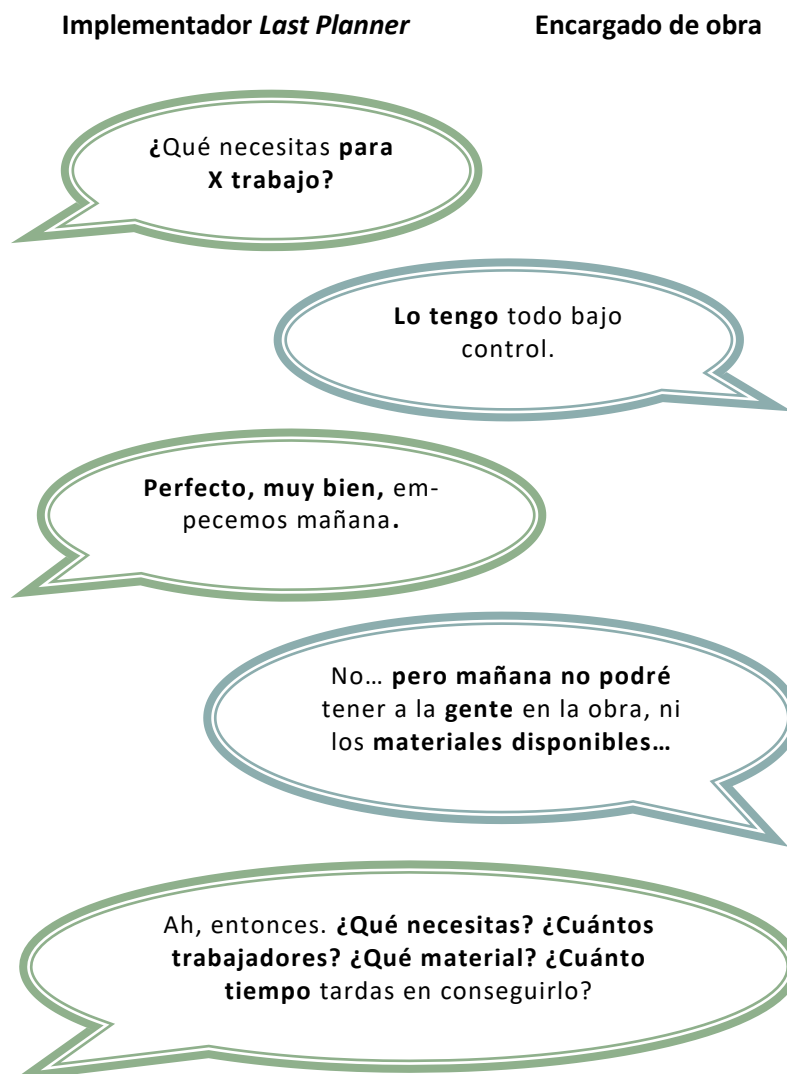 Implementador Last Planner
Encargado de obra
¿Qué necesitas para
X trabajo?
Lo tengo todo bajo
control.
Perfecto, muy bien, em-
pecemos mañana.
No… pero mañana no podré
tener a la gente en la obra, ni
los materiales disponibles…
Ah, entonces. ¿Qué necesitas? ¿Cuántos
trabajadores? ¿Qué material? ¿Cuánto
tiempo tardas en conseguirlo?